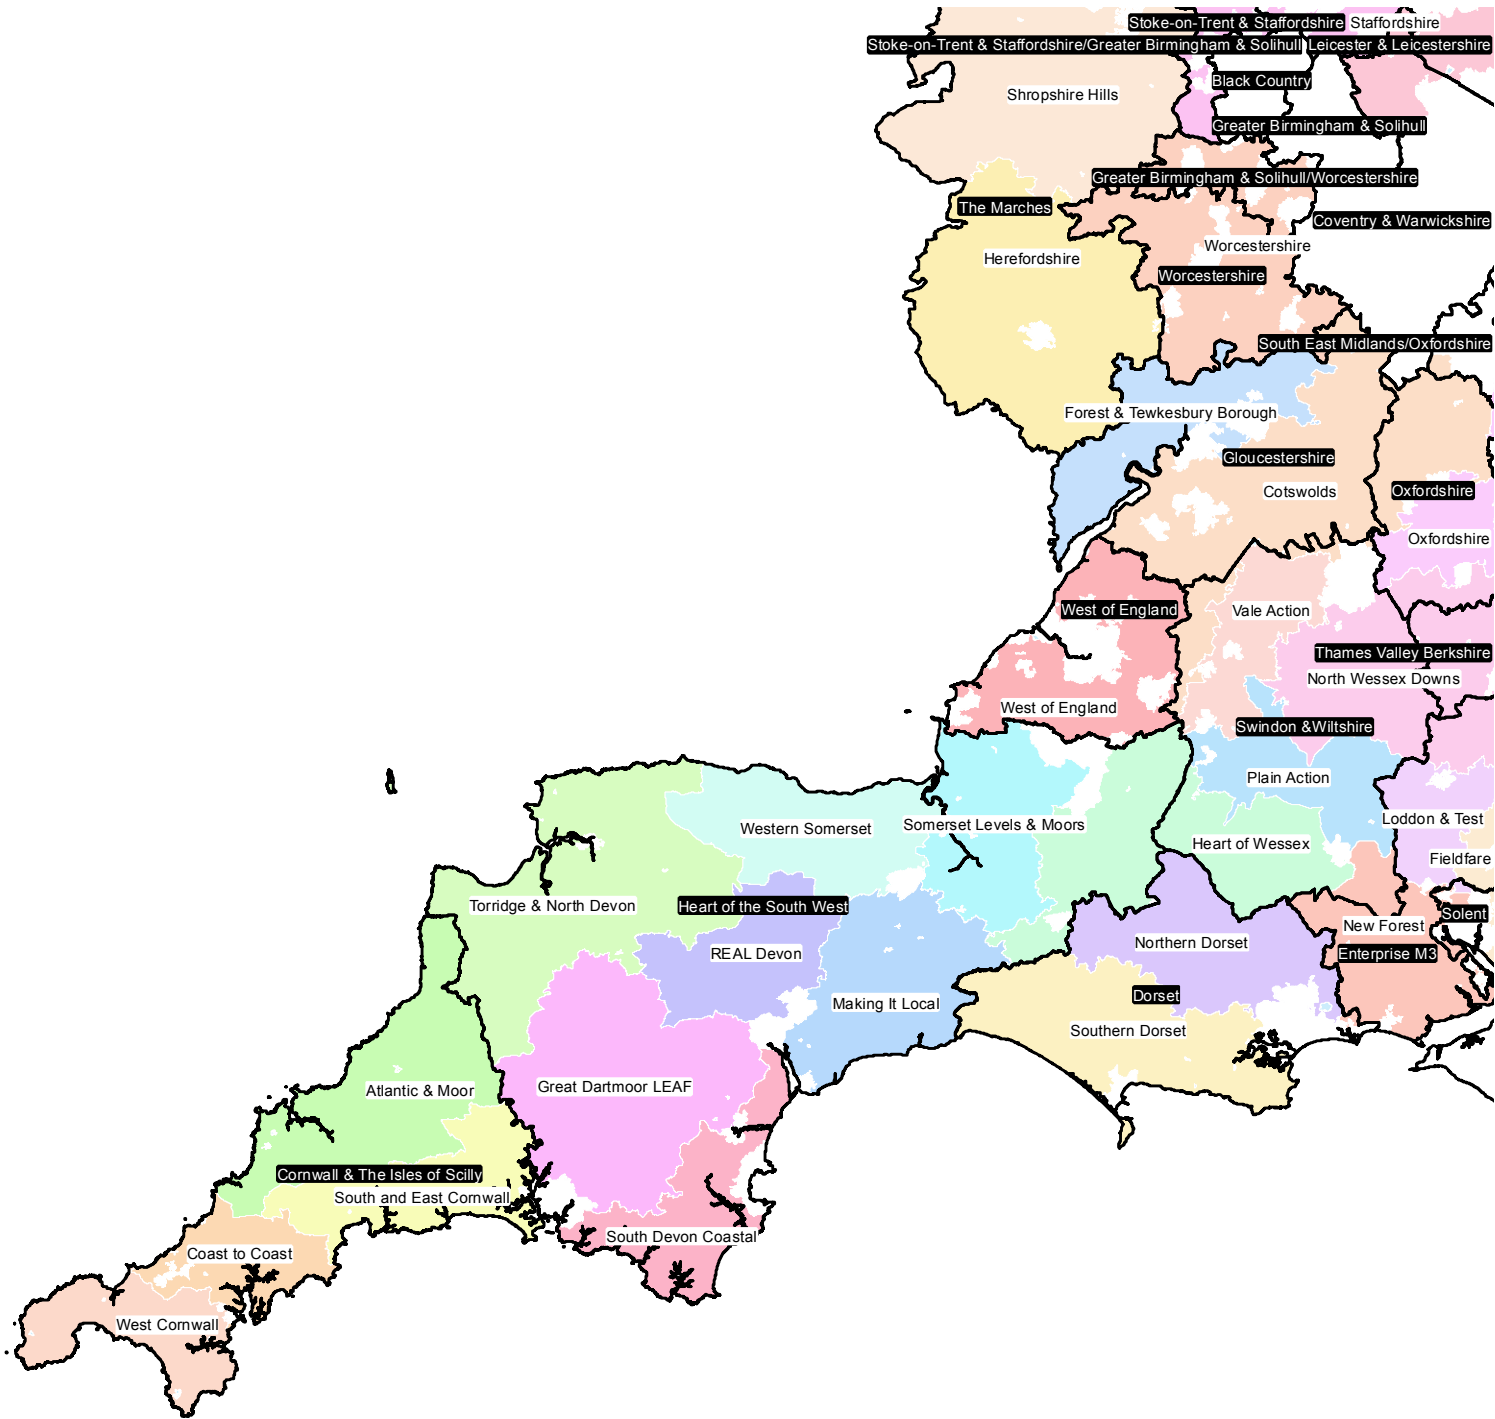 Stoke-on-Trent & Staffordshire
Staffordshire
Stoke-on-Trent & Staffordshire/Greater Birmingham & Solihull
Leicester & Leicestershire
Black Country
Shropshire Hills
Greater Birmingham & Solihull
Greater Birmingham & Solihull/Worcestershire
The Marches
Coventry & Warwickshire
Worcestershire
Herefordshire
Worcestershire
South East Midlands/Oxfordshire
Forest & Tewkesbury Borough
Gloucestershire
Cotswolds
Oxfordshire
Oxfordshire
West of England
Vale Action
Thames Valley Berkshire
North Wessex Downs
West of England
Swindon &Wiltshire
Plain Action
Loddon & Test
Somerset Levels & Moors
Western Somerset
Heart of Wessex
Fieldfare
Torridge & North Devon
Heart of the South West
Solent
New Forest
Northern Dorset
REAL Devon
Enterprise M3
Dorset
Making It Local
Southern Dorset
Great Dartmoor LEAF
Atlantic & Moor
Cornwall & The Isles of Scilly
South and East Cornwall
South Devon Coastal
Coast to Coast
West Cornwall